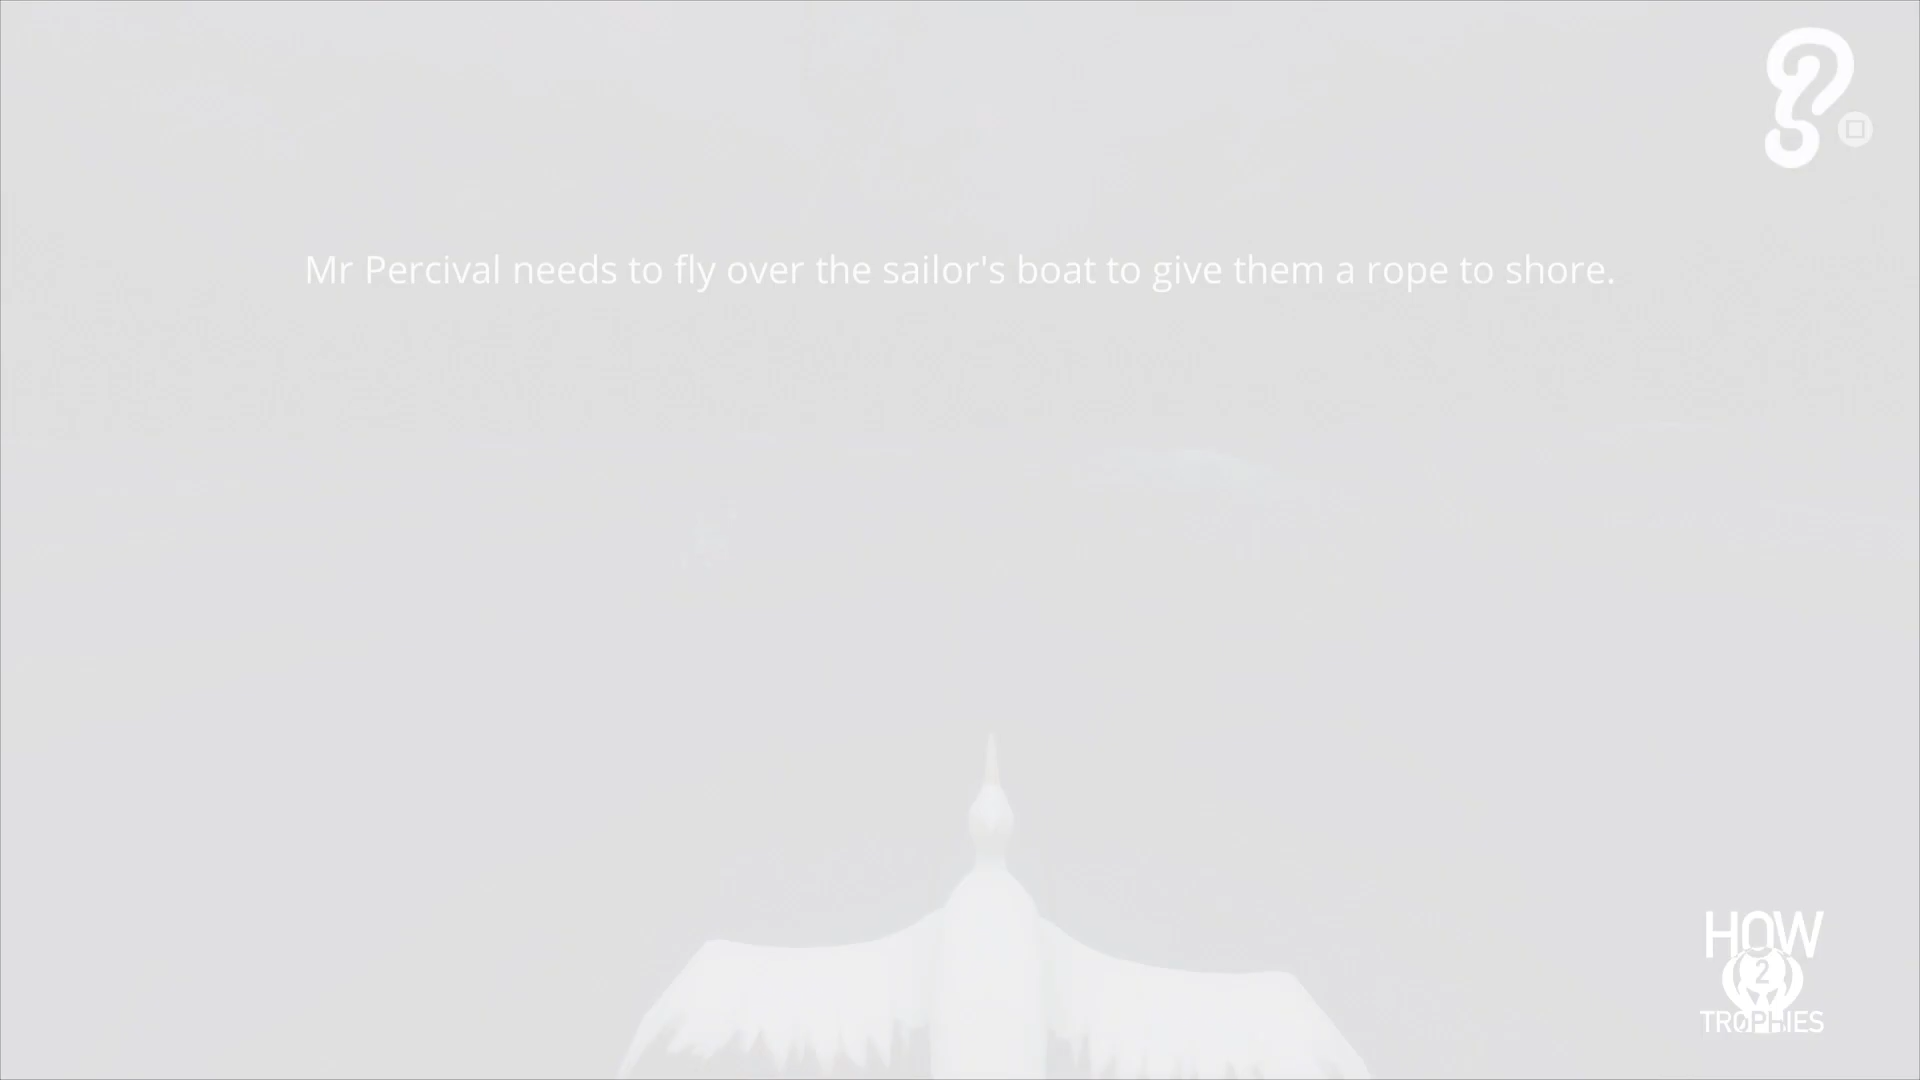 Mr Percival needs to fly over the sailor's boat to give them a rope to shore.
HOW
2
TROPHIES